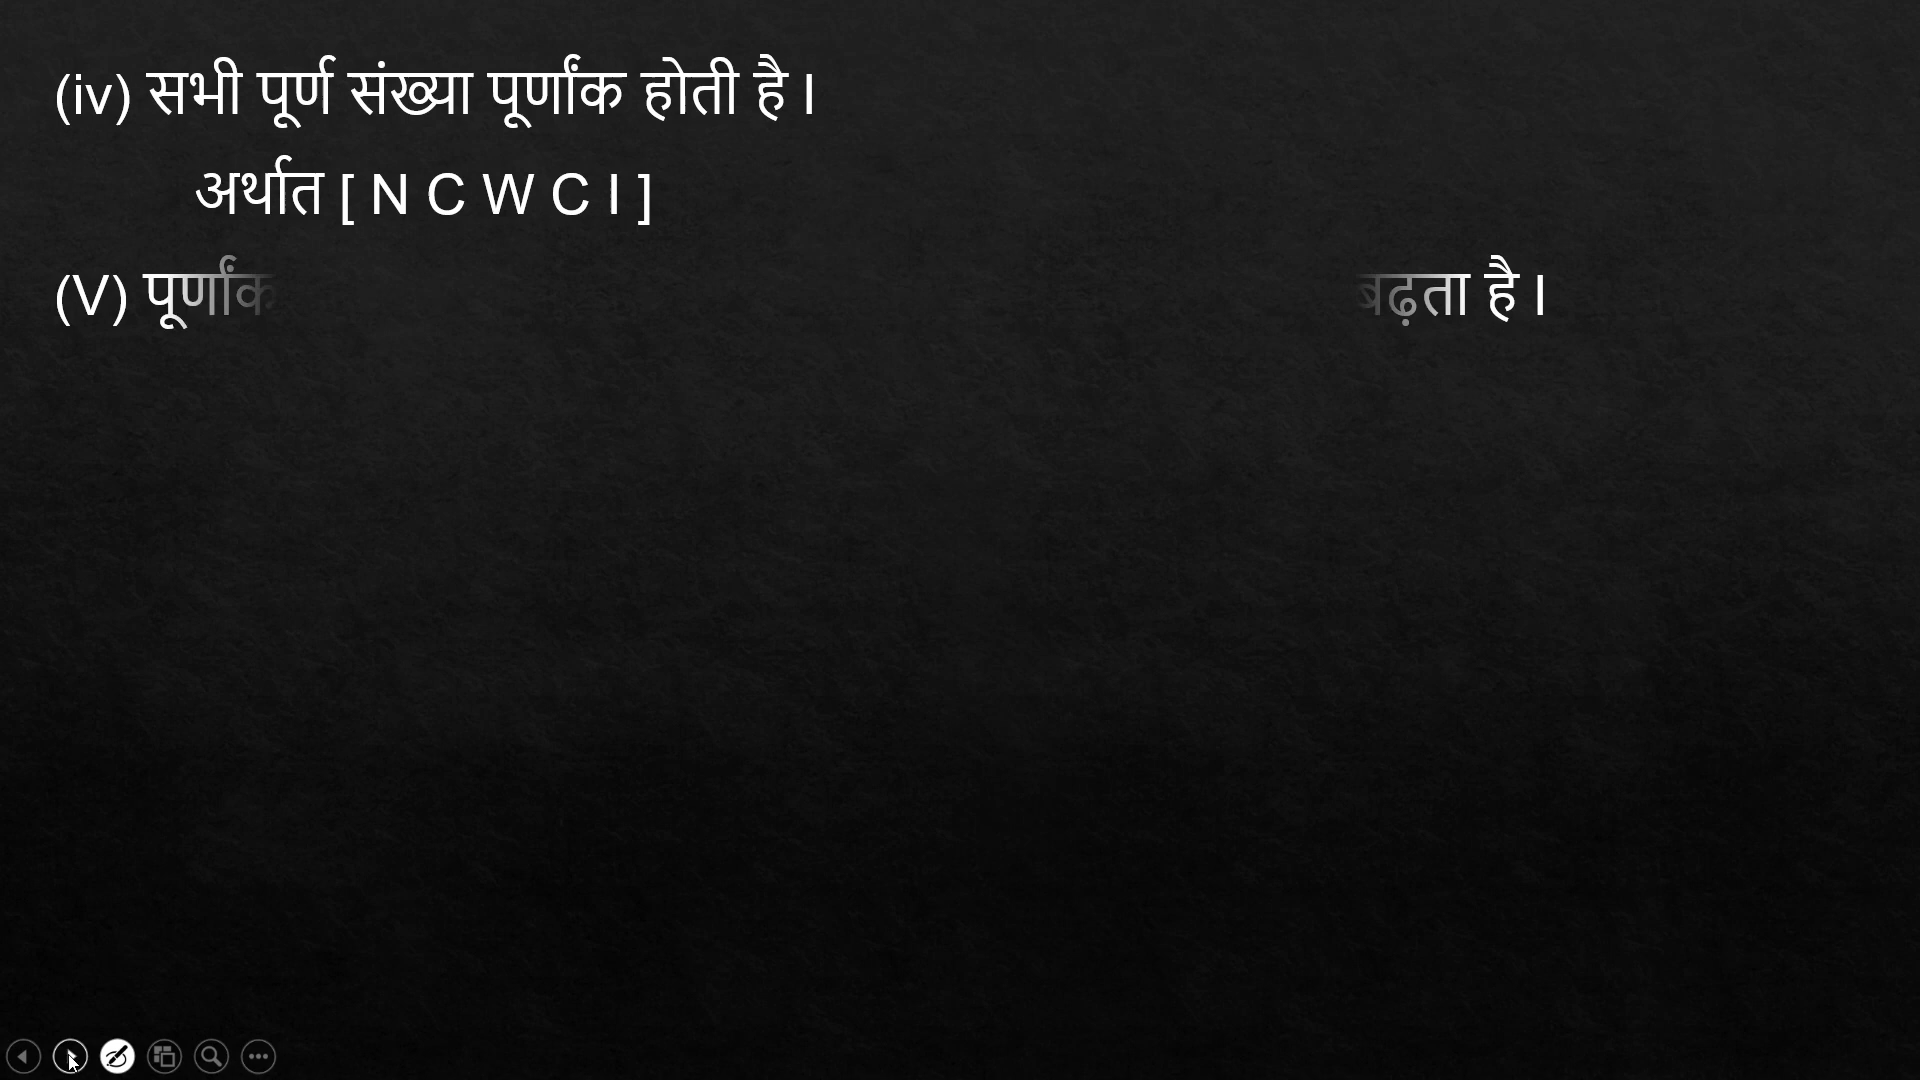 (iv) सभी पूर्ण संख्या पूर्णांक होती है I
अर्थात [ N C W C I ]
(V) पूर्णांक बढ़ता है I